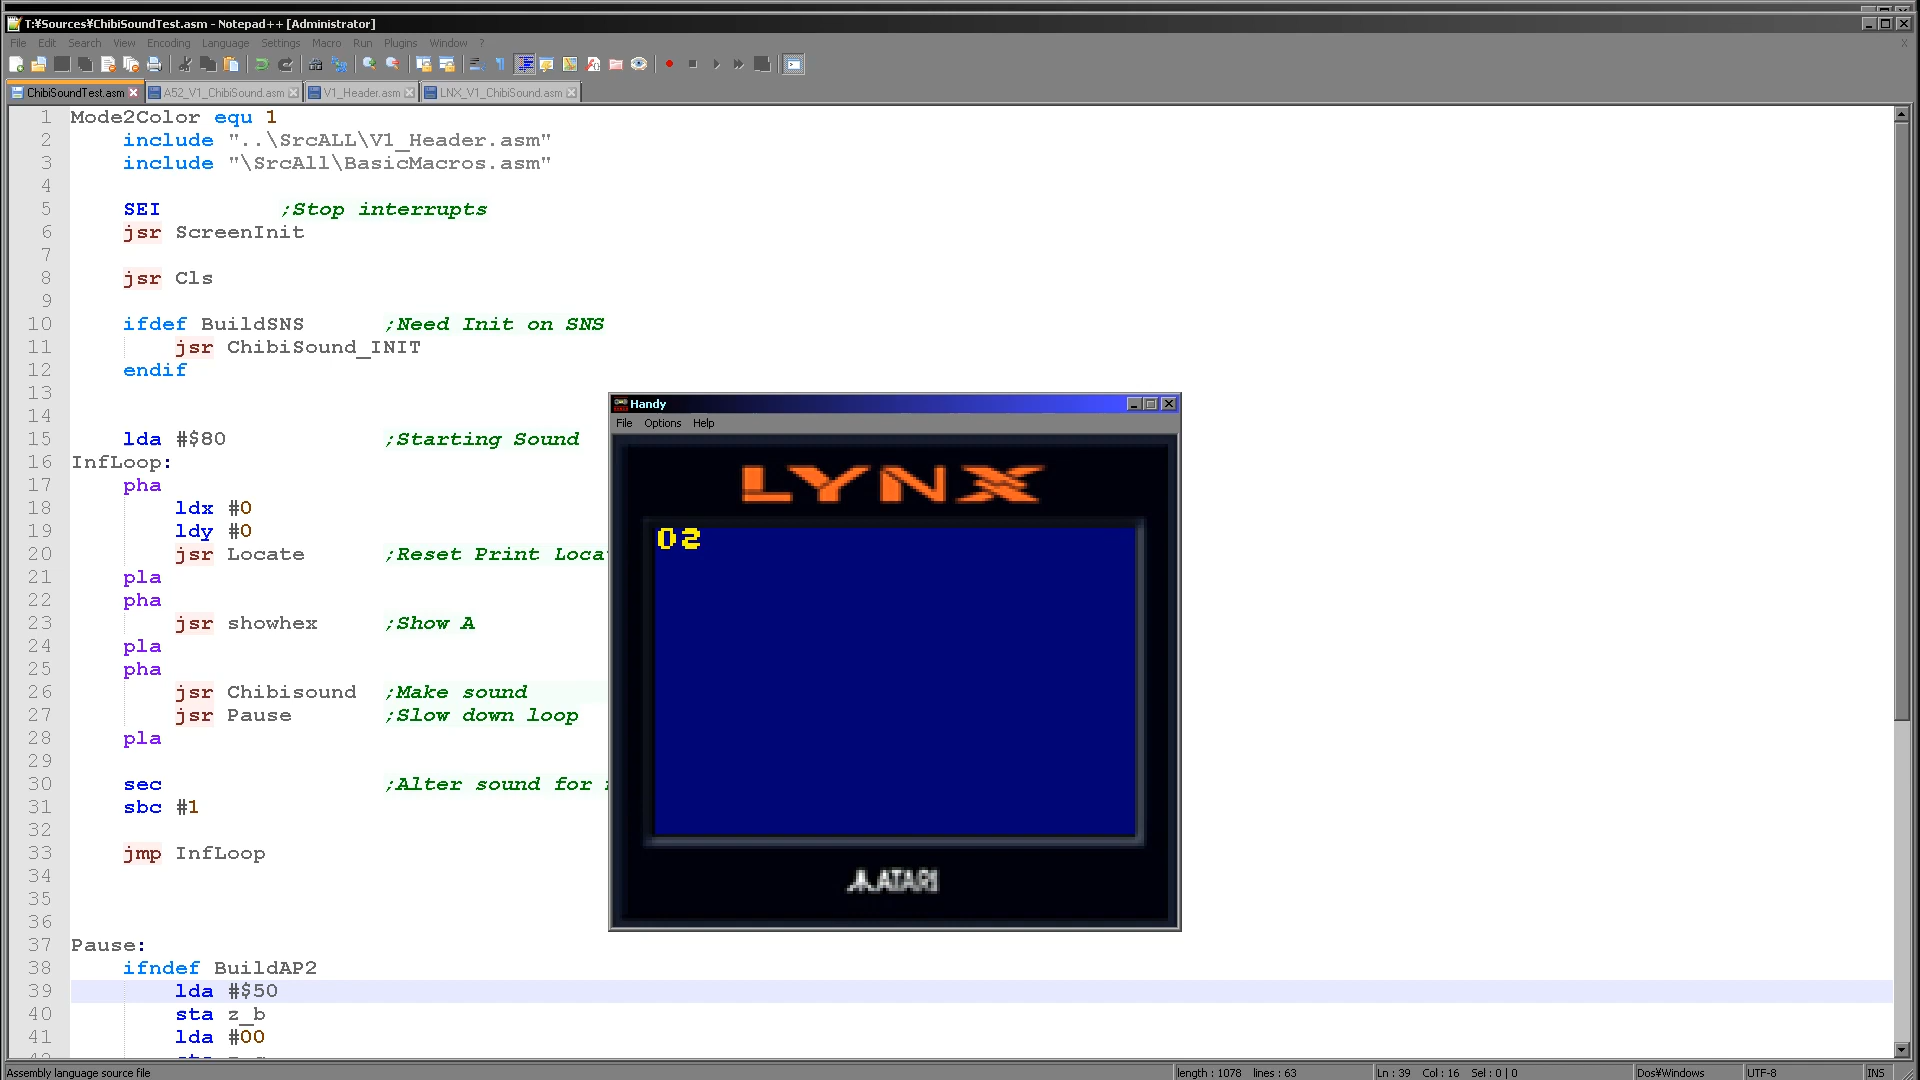 T:¥Sources¥ChibiSoundTest.asm - Notepad++ [Administrator]
File Edit Search View Encoding Language Settings Macro Run Plugins Window ? X
ChibiSoundTest.asm A52_V1_ChibiSound.asm V1_Header.asm LNX_V1_ChibiSound.asm
1 Mode2Color equ 1
2 include "..\SrcALL\V1_Header.asm"
3 include "\SrcAll\BasicMacros.asm"
4
5 SEI ;Stop interrupts
6 jsr ScreenInit
7
8 jsr Cls
9
10 ifdef BuildSNS ;Need Init on SNS
11 jsr ChibiSound_INIT
12 endif
13
14
15 lda #$80 ;Starting Sound
16 InfLoop:
17 pha
18 ldx #0
19 ldy #0
20 jsr Locate ;Reset Print
21 pla
22 pha
23 jsr showhex ;Show A
24 pla
25 pha
26 jsr Chibisound ;Make sound
27 jsr Pause ;Slow down loop
28 pla
29
30 sec ;Alter sound for
31 sbc #1
32
33 jmp InfLoop
34
35
36
37 Pause:
38 ifndef BuildAP2
39 lda #$50
40 sta z_b
41 lda #00
Handy
File Options Help
LYNX
02
ATARI
Assembly language source file length : 1078 lines : 63 Ln : 39 Col : 16 Sel : 0 | 0 Dos¥Windows UTF-8 INS